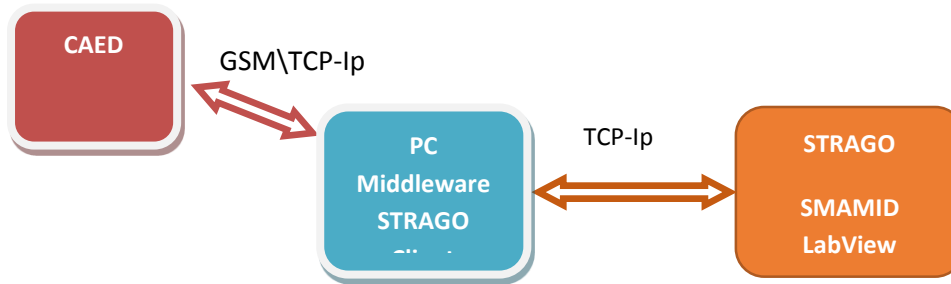 CAED
GSM\TCP-Ip
PC
Middleware
STRAGO
TCP-Ip
STRAGO
SMAMID
LabView